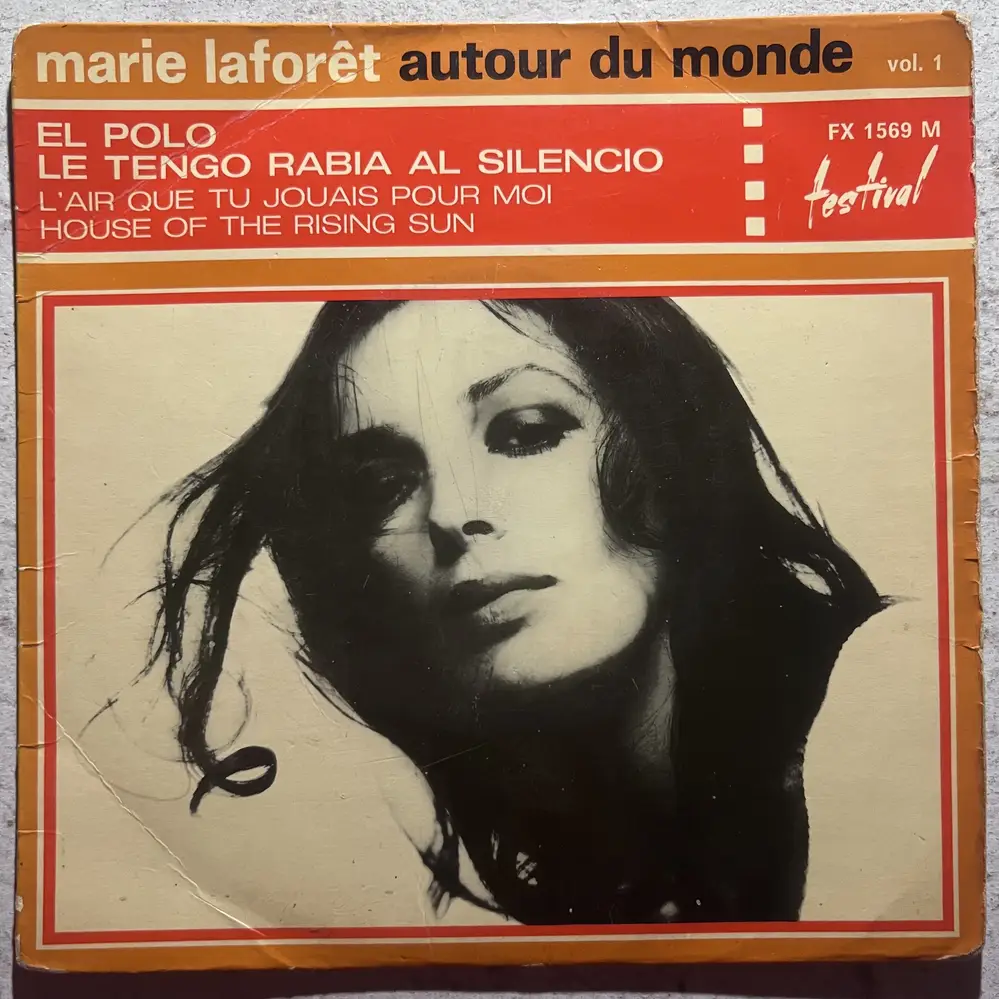 marie laforêt autour du monde vol. 1
EL POLO
LE TENGO RABIA AL SILENCIO
L'AIR QUE TU JOUAIS POUR MOI
HOUSE OF THE RISING SUN
FX 1569 M
festival